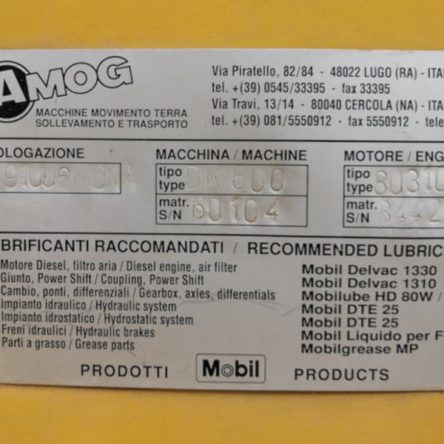 AMOG
MACCHINE MOVIMENTO TERRA
SOLLEVAMENTO E TRASPORTO
Via Piratello, 82/84 - 48022 LUGO (RA) - ITA
tel. +(39) 0545/33395 - fax 33395
Via Travi, 13/14 - 80040 CERCOLA (NA) - ITA
tel. +(39) 081/5550912 - fax 5550912 - tele
OLOGAZIONE
MACCHINA / MACHINE
tipo
type
600
matr.
S/N
60104
MOTORE / ENG
tipo
type
80310
matr.
S/N
BRIFICANTI RACCOMANDATI / RECOMMENDED LUBRIC
Motore Diesel, filtro aria / Diesel engine, air filter
Mobil Delvac 1330
Giunto, Power Shift / Coupling, Power Shift
Mobil Delvac 1310
Cambio, ponti, differenziali / Gearbox, axles, differentials
Mobilube HD 80W /
Impianto idraulico / Hydraulic system
Mobil DTE 25
Impianto idrostatico / Hydrostatic system
Mobil DTE 25
Freni idraulici / Hydraulic brakes
Mobil Liquido per F
Parti a grasso / Grease parts
Mobilgrease MP
PRODOTTI Mobil PRODUCTS